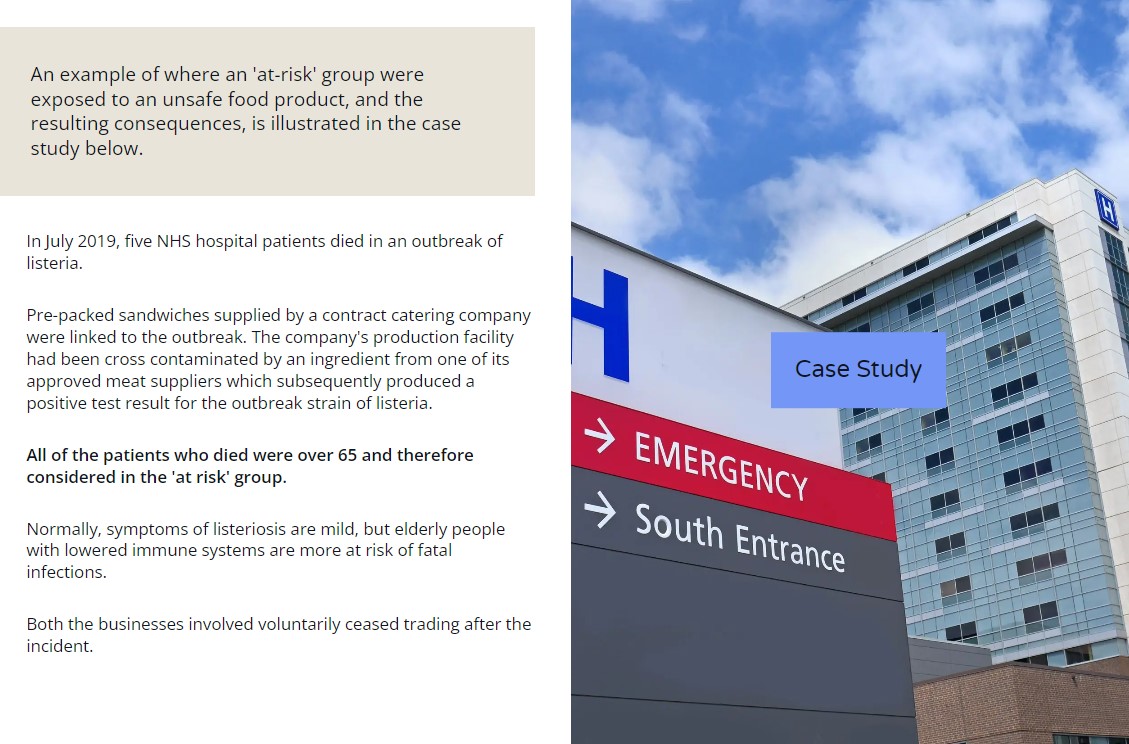 An example of where an 'at-risk' group were
exposed to an unsafe food product, and the
resulting consequences, is illustrated in the case
study below.
In July 2019, five NHS hospital patients died in an outbreak of
listeria.
Pre-packed sandwiches supplied by a contract catering company
were linked to the outbreak. The company's production facility
had been cross contaminated by an ingredient from one of its
approved meat suppliers which subsequently produced a
positive test result for the outbreak strain of listeria.
All of the patients who died were over 65 and therefore
considered in the 'at risk' group.
Normally, symptoms of listeriosis are mild, but elderly people
with lowered immune systems are more at risk of fatal
infections.
Both the businesses involved voluntarily ceased trading after the
incident.
H
H
Case Study
→ EMERGENCY
→ South Entrance